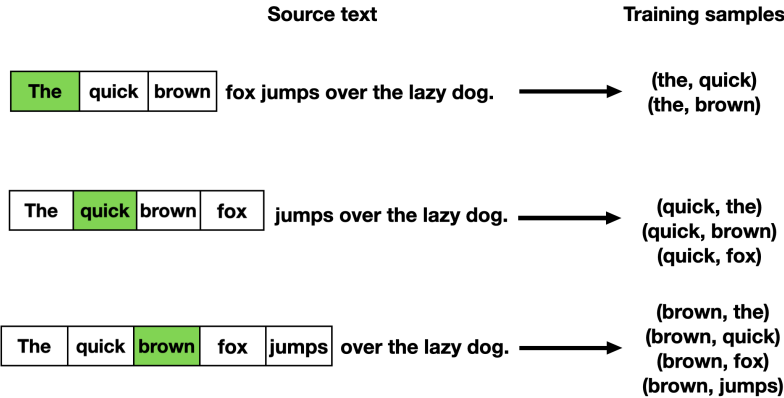 Source text
Training samples
The quick brown fox jumps over the lazy dog.
(the, quick)
(the, brown)
The quick brown fox jumps over the lazy dog.
(quick, the)
(quick, brown)
(quick, fox)
The quick brown fox jumps over the lazy dog.
(brown, the)
(brown, quick)
(brown, fox)
(brown, jumps)